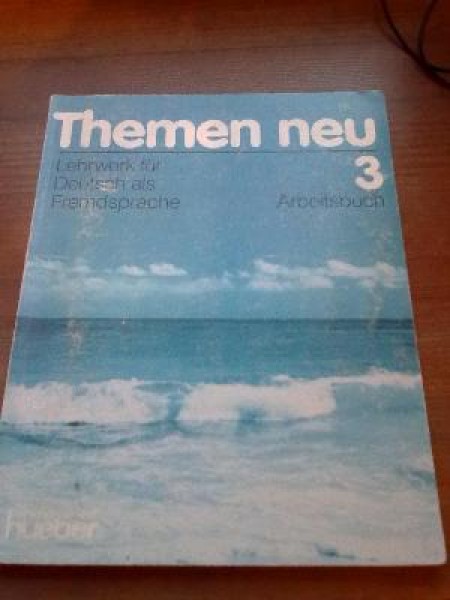 Themen neu
Lehrwerk für
Deutsch als
Fremdsprache
3
Arbeitsbuch
hueber